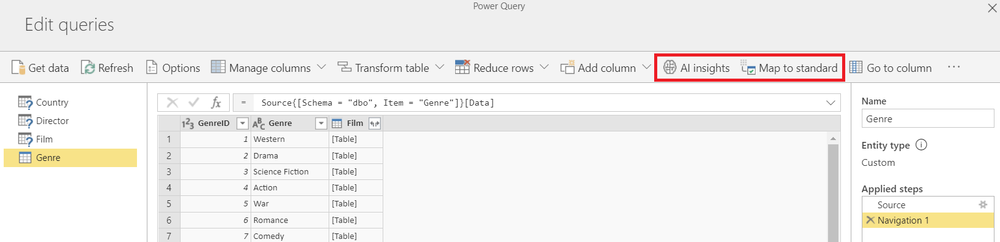 Power Query
Edit queries
Get data Refresh Options Manage columns Transform table Reduce rows Add column AI insights Map to standard Go to column ...
Country
Director
Film
Genre
fx = Source{[Schema = "dbo", Item = "Genre"]}[Data]
123 GenreID ABC Genre Film
1 1 Western [Table]
2 2 Drama [Table]
3 3 Science Fiction [Table]
4 4 Action [Table]
5 5 War [Table]
6 6 Romance [Table]
7 7 Comedy [Table]
Name
Genre
Entity type
Custom
Applied steps
Source
Navigation 1